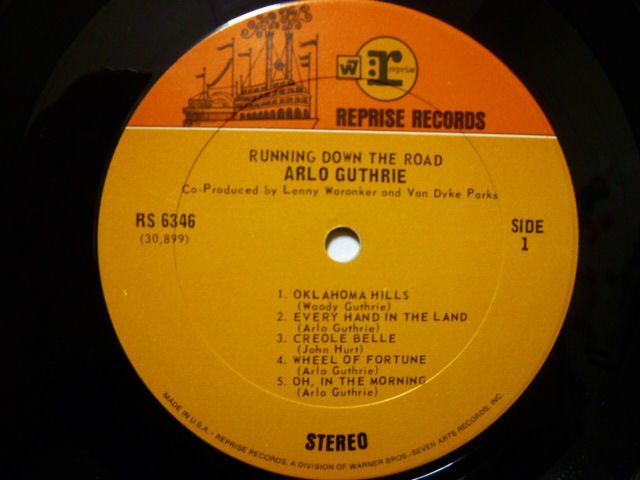 W7
r:
reprise
REPRISE RECORDS
RUNNING DOWN THE ROAD
ARLO GUTHRIE
Co-Produced by Lenny Waronker and Van Dyke Parks
RS 6346
(30,899)
SIDE
1
1. OKLAHOMA HILLS
(Woody Guthrie)
2. EVERY HAND IN THE LAND
(Arlo Guthrie)
3. CREOLE BELLE
(John Hurt)
4. WHEEL OF FORTUNE
(Arlo Guthrie)
5. OH, IN THE MORNING
(Arlo Guthrie)
STEREO
MADE IN U.S.A. - REPRISE RECORDS, A DIVISION OF WARNER BROS.-SEVEN ARTS RECORDS, INC.